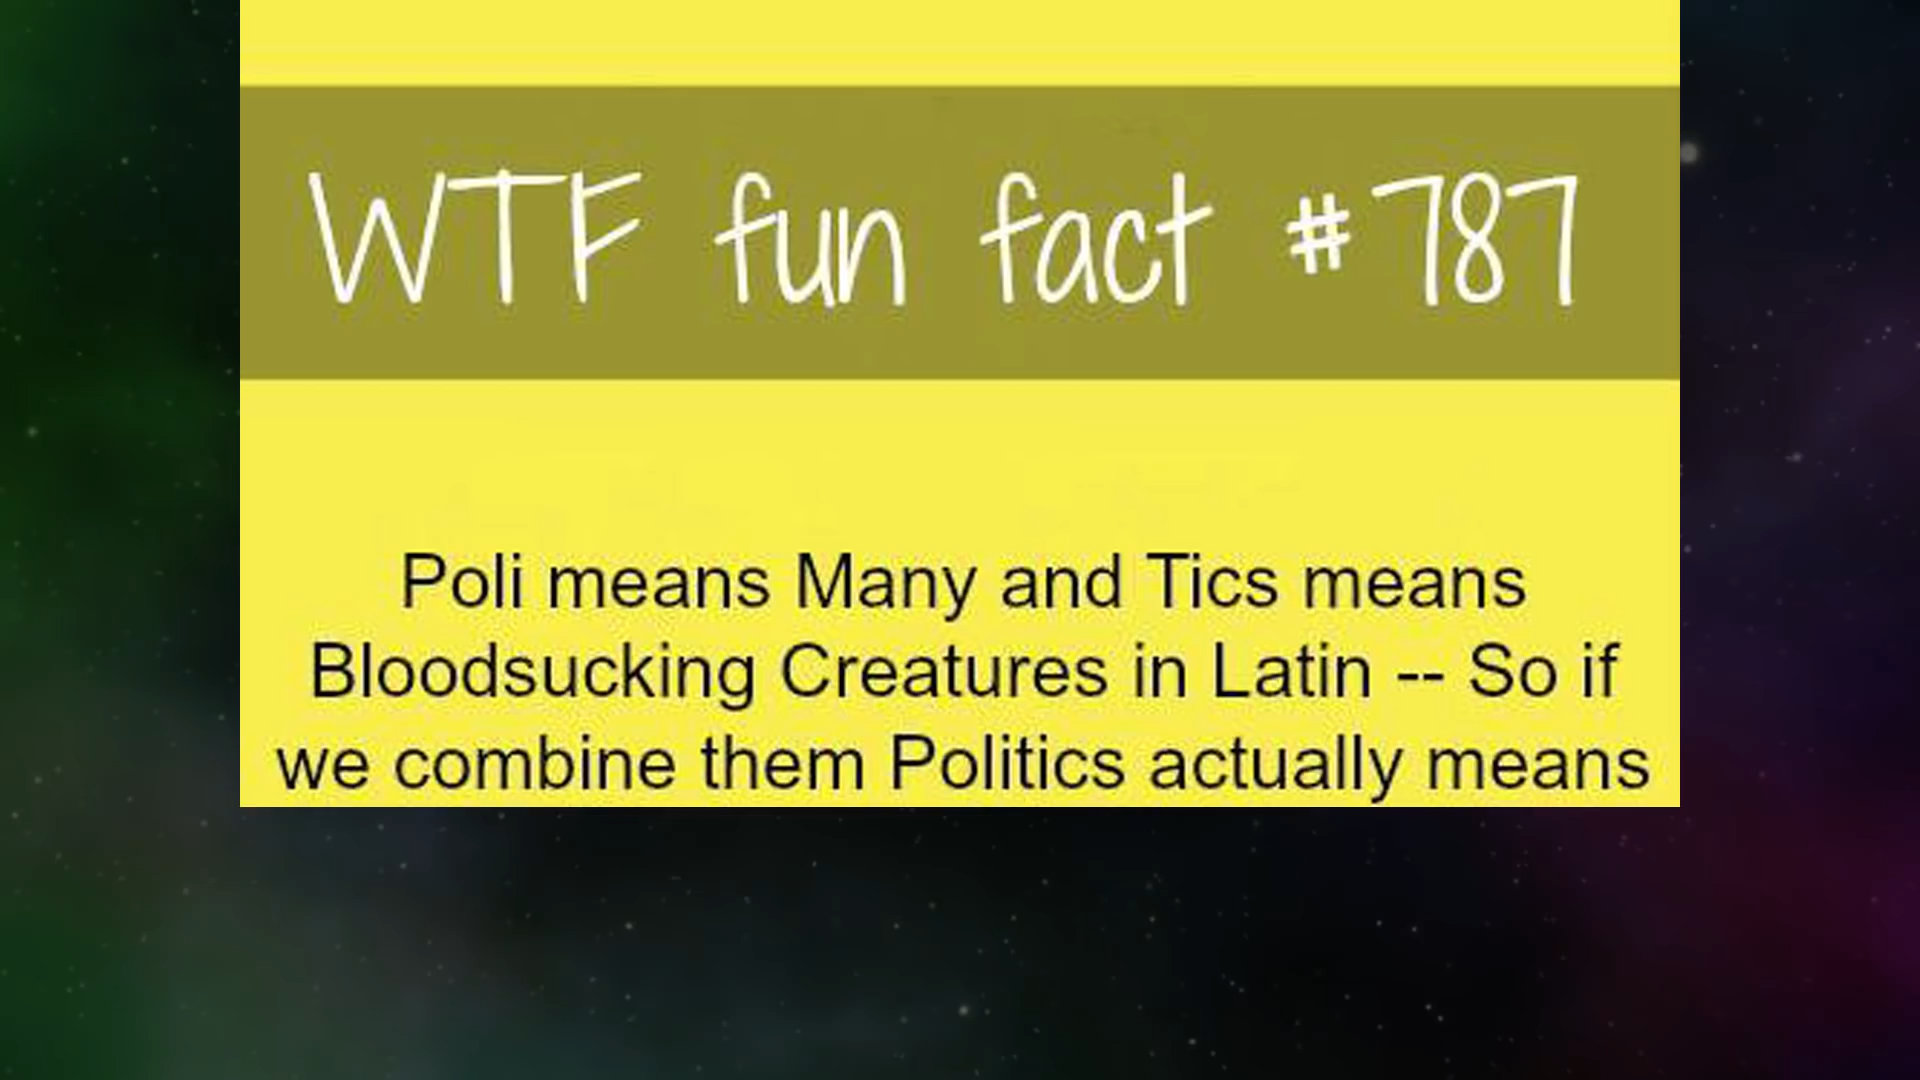 WTF fun fact #787
Poli means Many and Tics means
Bloodsucking Creatures in Latin -- So if
we combine them Politics actually means